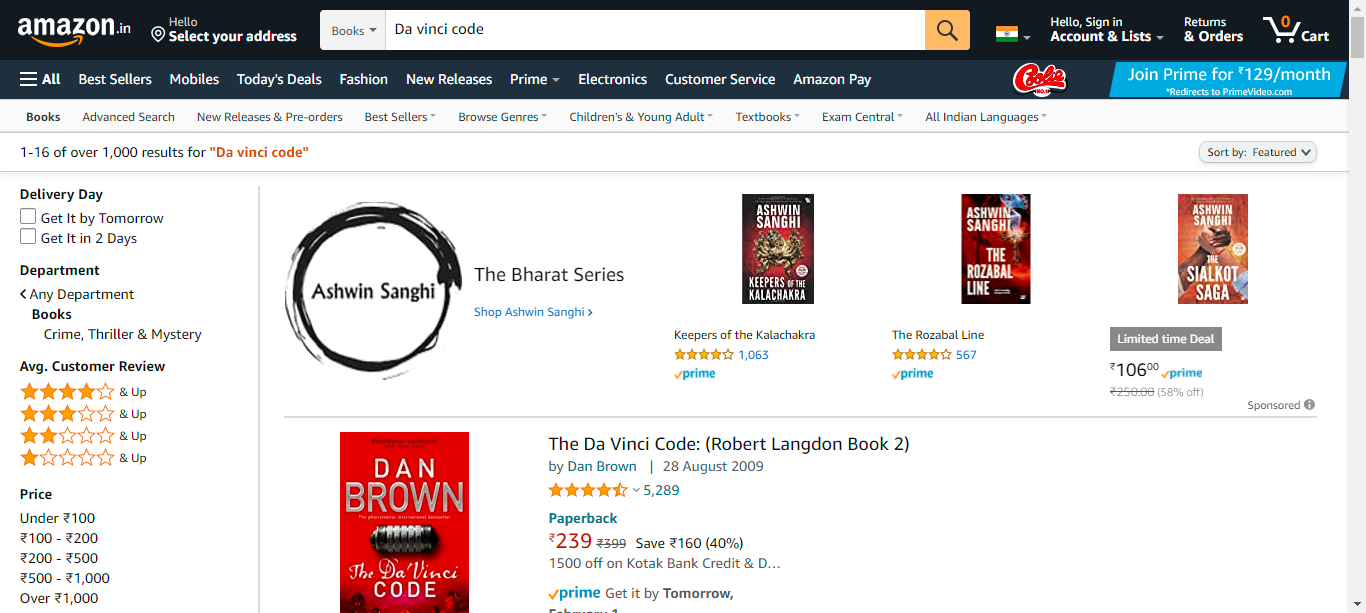 amazon.in
Hello
Select your address
Books
Da vinci code
Hello, Sign in
Account & Lists
Returns
& Orders
0
Cart
All
Best Sellers
Mobiles
Today's Deals
Fashion
New Releases
Prime
Electronics
Customer Service
Amazon Pay
Coolie
NO.1
Join Prime for ₹129/month
*Redirects to PrimeVideo.com
Books
Advanced Search
New Releases & Pre-orders
Best Sellers
Browse Genres
Children's & Young Adult
Textbooks
Exam Central
All Indian Languages
1-16 of over 1,000 results for "Da vinci code"
Sort by: Featured
Delivery Day
Get It by Tomorrow
Get It in 2 Days
Department
Any Department
Books
Crime, Thriller & Mystery
Avg. Customer Review
& Up
& Up
& Up
& Up
Price
Under ₹100
₹100 - ₹200
₹200 - ₹500
₹500 - ₹1,000
Over ₹1,000
Ashwin Sanghi
The Bharat Series
Shop Ashwin Sanghi
ASHWIN
SANGHI
KEEPERS OF THE
KALACHAKRA
Keepers of the Kalachakra
1,063
prime
ASHWIN
SANGHI
THE
ROZABAL
LINE
The Rozabal Line
567
prime
ASHWIN
SANGHI
THE
SIALKOT
SAGA
Limited time Deal
₹10600 prime
₹250.00 (58% off)
Sponsored
DAN
BROWN
The phenomenal international bestseller
The Da Vinci
CODE
The Da Vinci Code: (Robert Langdon Book 2)
by Dan Brown | 28 August 2009
5,289
Paperback
₹239 ₹399 Save ₹160 (40%)
1500 off on Kotak Bank Credit & D…
prime Get it by Tomorrow,
February 1